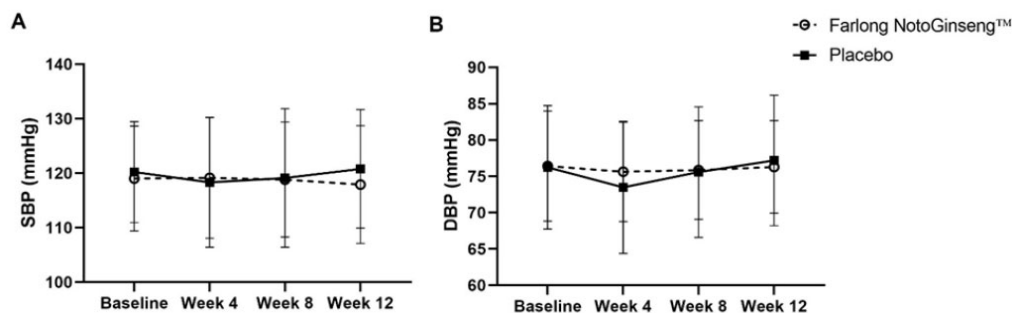 A
SBP (mmHg)
140
130
120
110
100
Baseline Week 4 Week 8 Week 12
B
DBP (mmHg)
90
85
80
75
70
65
60
Baseline Week 4 Week 8 Week 12
Farlong NotoGinseng™
Placebo